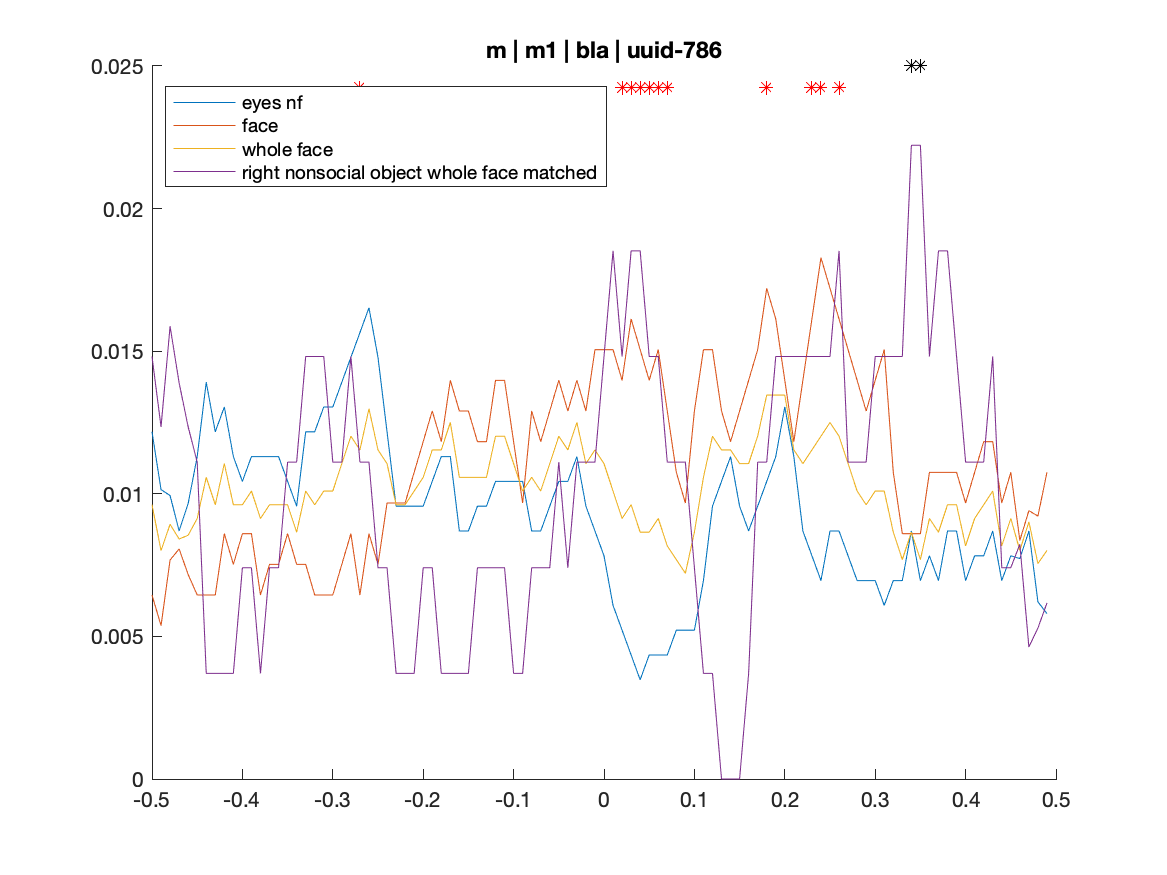 m | m1 | bla | uuid-786
0.025
eyes nf
face
whole face
right nonsocial object whole face matched
0.02
0.015
0.01
0.005
0
-0.5 -0.4 -0.3 -0.2 -0.1 0 0.1 0.2 0.3 0.4 0.5